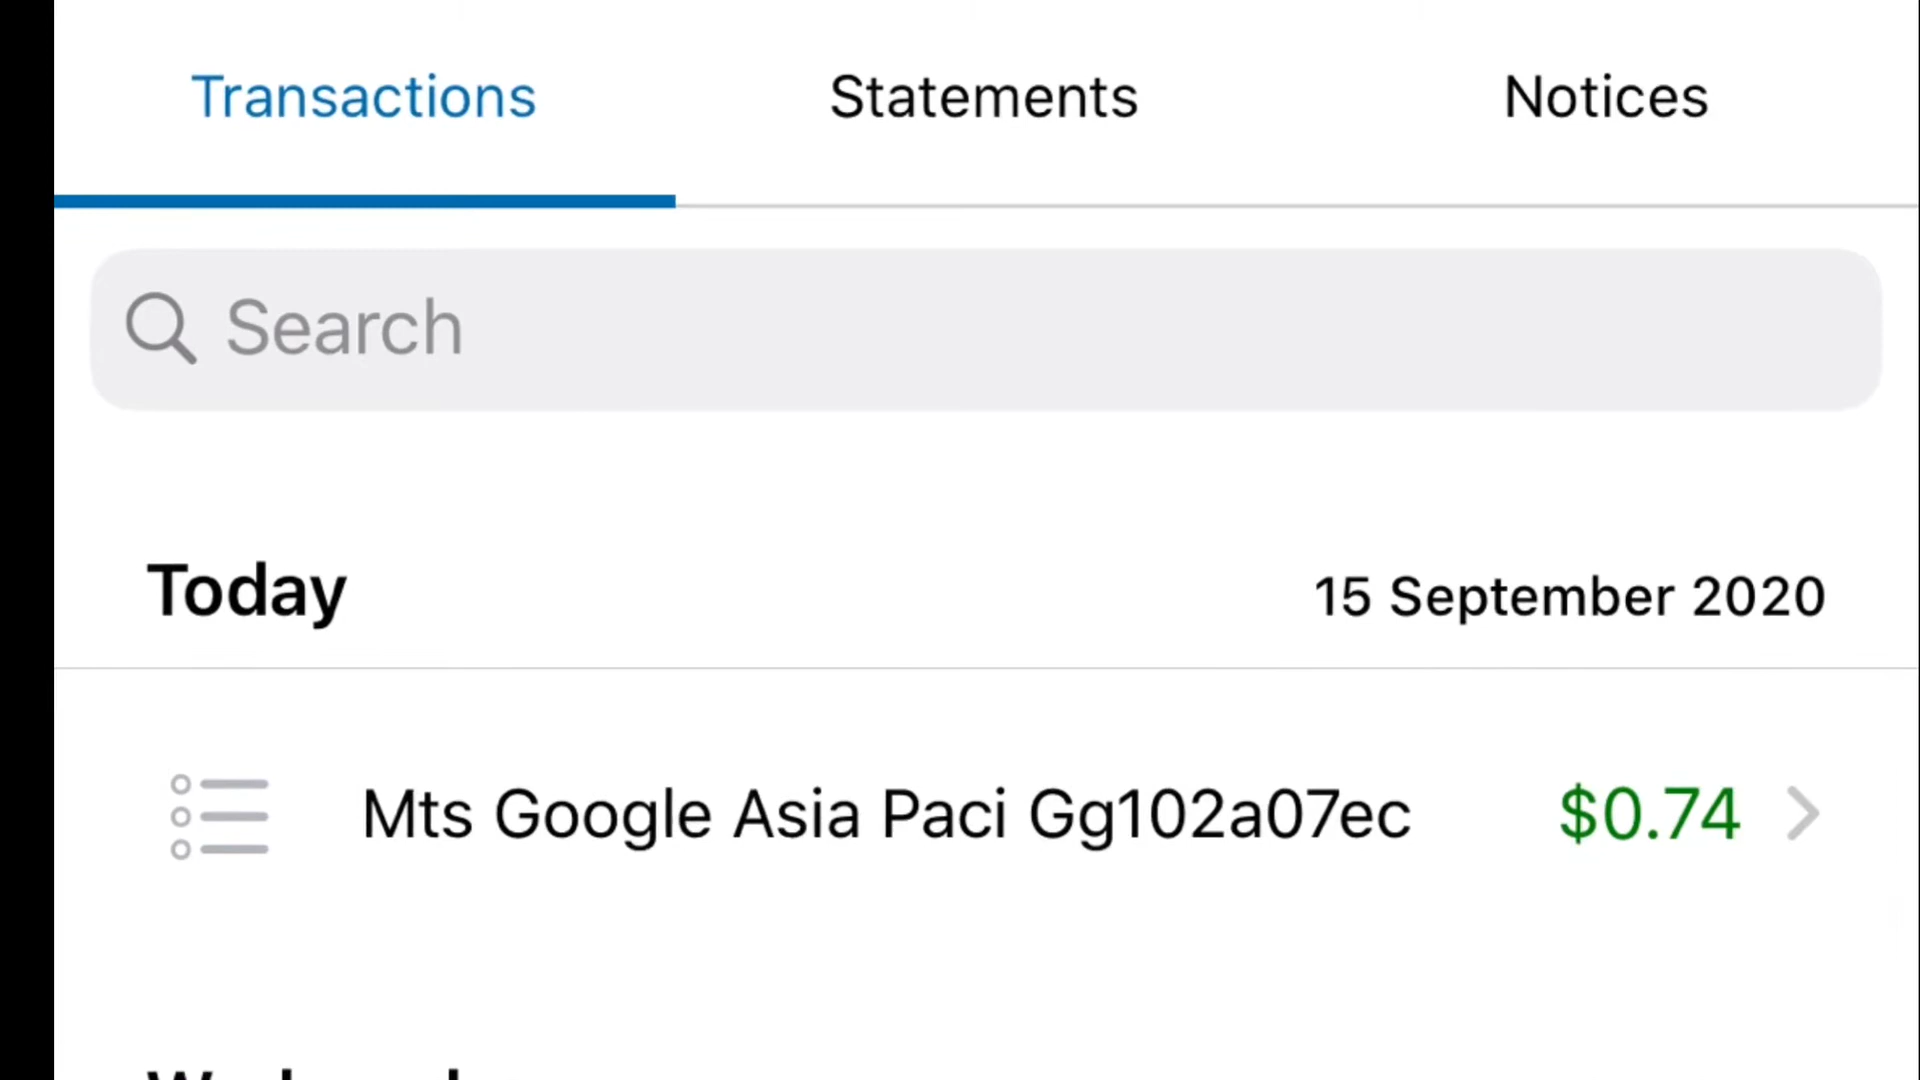 Transactions Statements Notices
Search
Today 15 September 2020
Mts Google Asia Paci Gg102a07ec $0.74